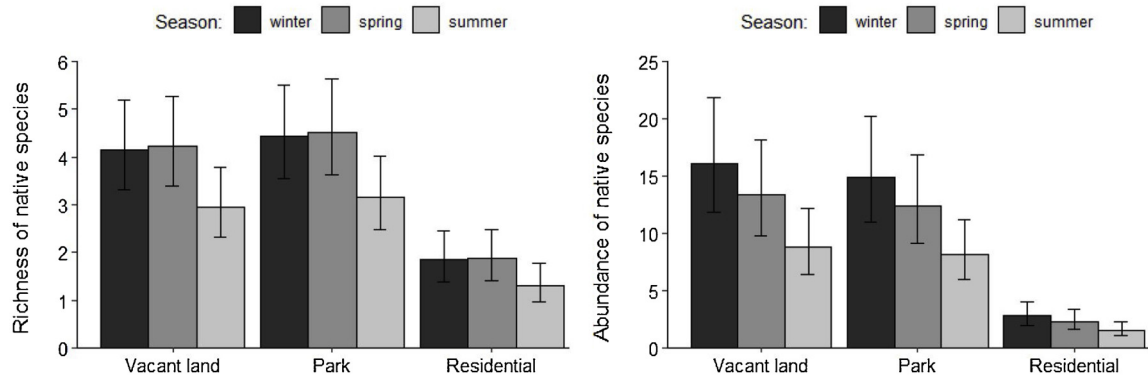 Season: winter spring summer
Richness of native species
6
5
4
3
2
1
0
Vacant land Park Residential
Season: winter spring summer
Abundance of native species
25
20
15
10
5
0
Vacant land Park Residential